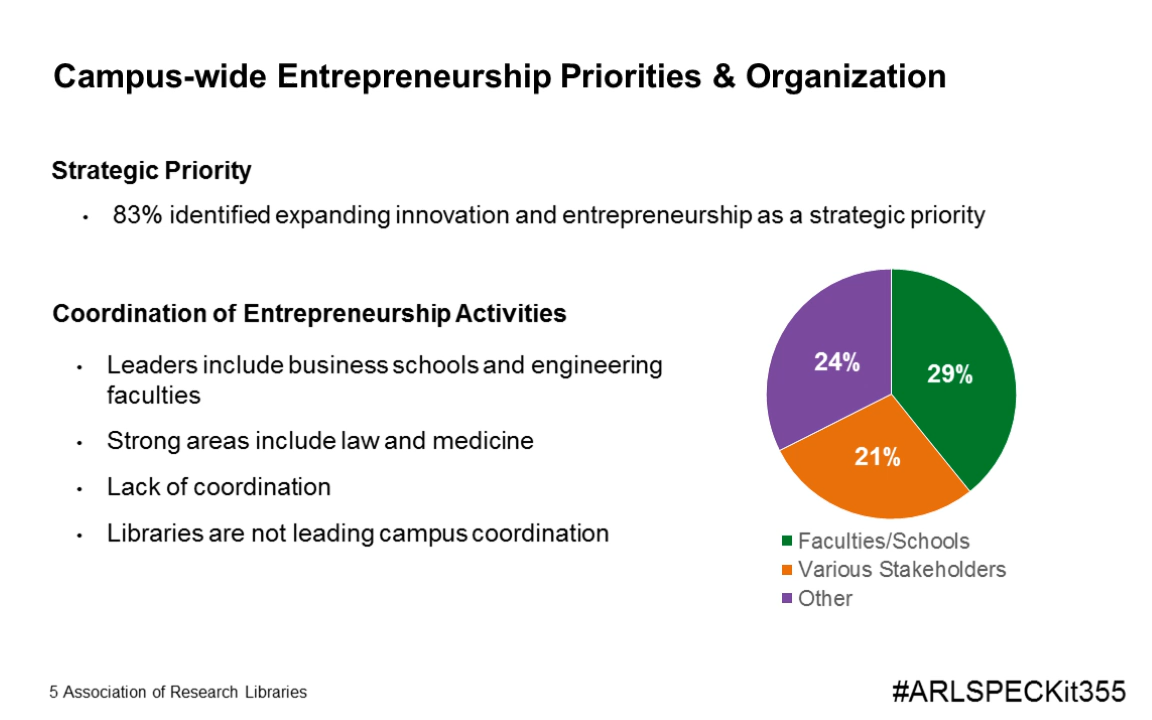 Campus-wide Entrepreneurship Priorities & Organization
Strategic Priority
• 83% identified expanding innovation and entrepreneurship as a strategic priority
Coordination of Entrepreneurship Activities
• Leaders include business schools and engineering
faculties
• Strong areas include law and medicine
• Lack of coordination
• Libraries are not leading campus coordination
24%
29%
21%
Faculties/Schools
Various Stakeholders
Other
5 Association of Research Libraries
#ARLSPECKit355